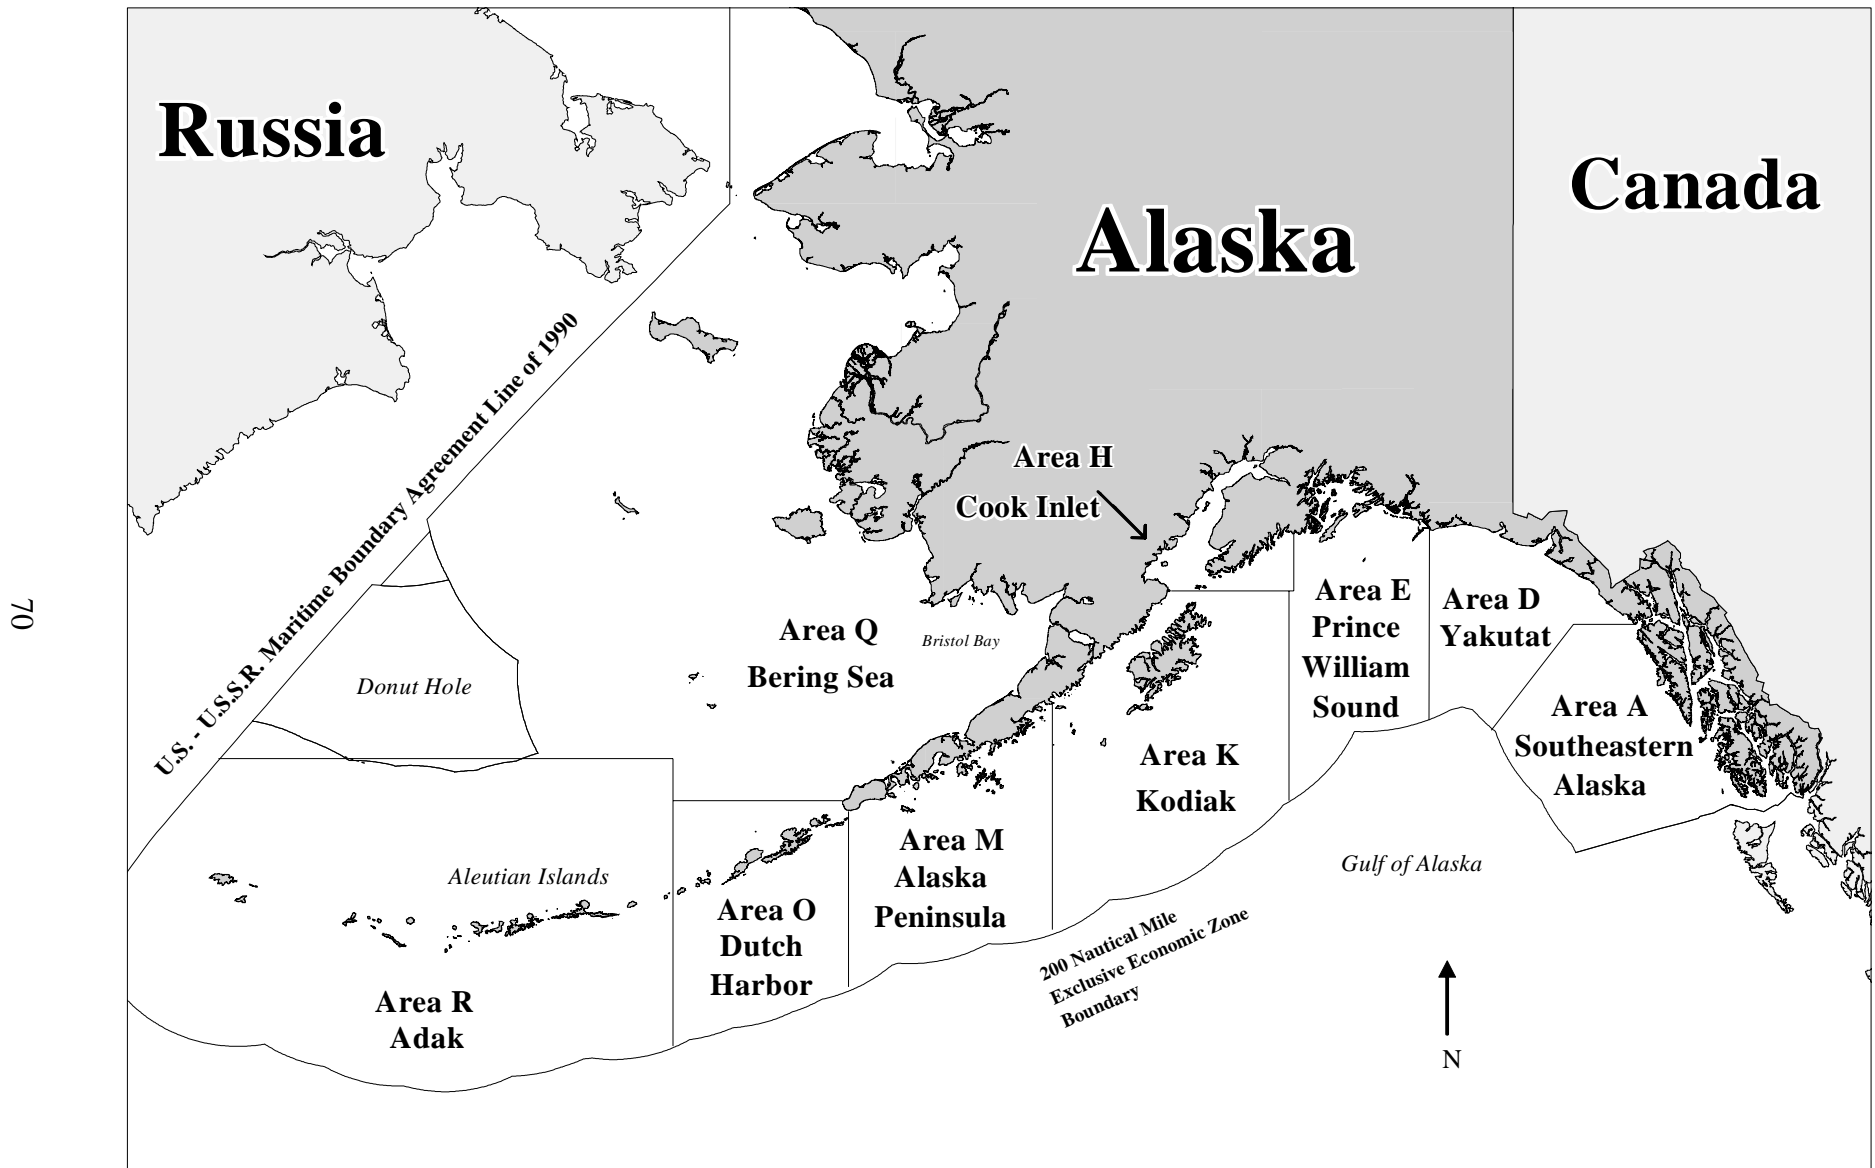 Russia
Canada
Alaska
U.S. - U.S.S.R. Maritime Boundary Agreement Line of 1990
Area H
Cook Inlet
Area Q
Bering Sea
Bristol Bay
Donut Hole
Area E
Prince
William
Sound
Area D
Yakutat
Area A
Southeastern
Alaska
Area K
Kodiak
Area M
Alaska
Peninsula
Aleutian Islands
Area O
Dutch
Harbor
Area R
Adak
Gulf of Alaska
200 Nautical Mile
Exclusive Economic Zone
Boundary
N
70